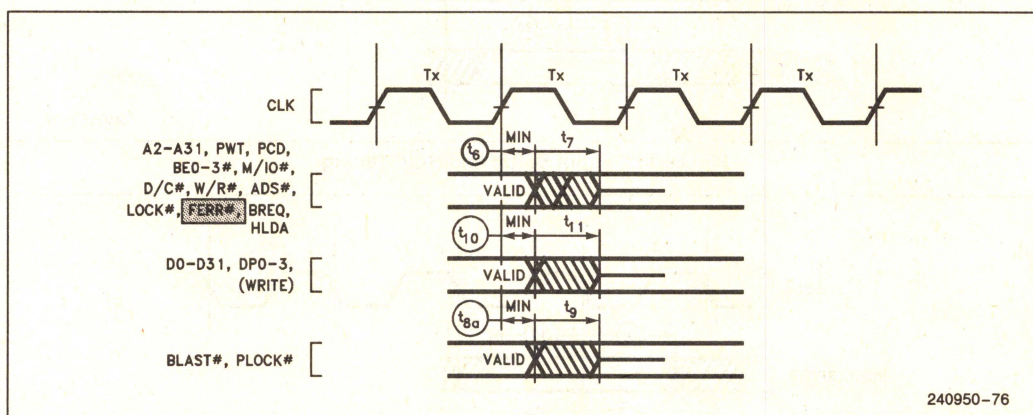 Tx Tx Tx Tx
CLK
A2-A31, PWT, PCD,
BE0-3#, M/IO#,
D/C#, W/R#, ADS#,
LOCK#, FERR#, BREQ,
HLDA
t6 MIN t7
VALID
t10 MIN t11
D0-D31, DP0-3,
(WRITE)
VALID
t8a MIN t9
BLAST#, PLOCK#
VALID
240950-76